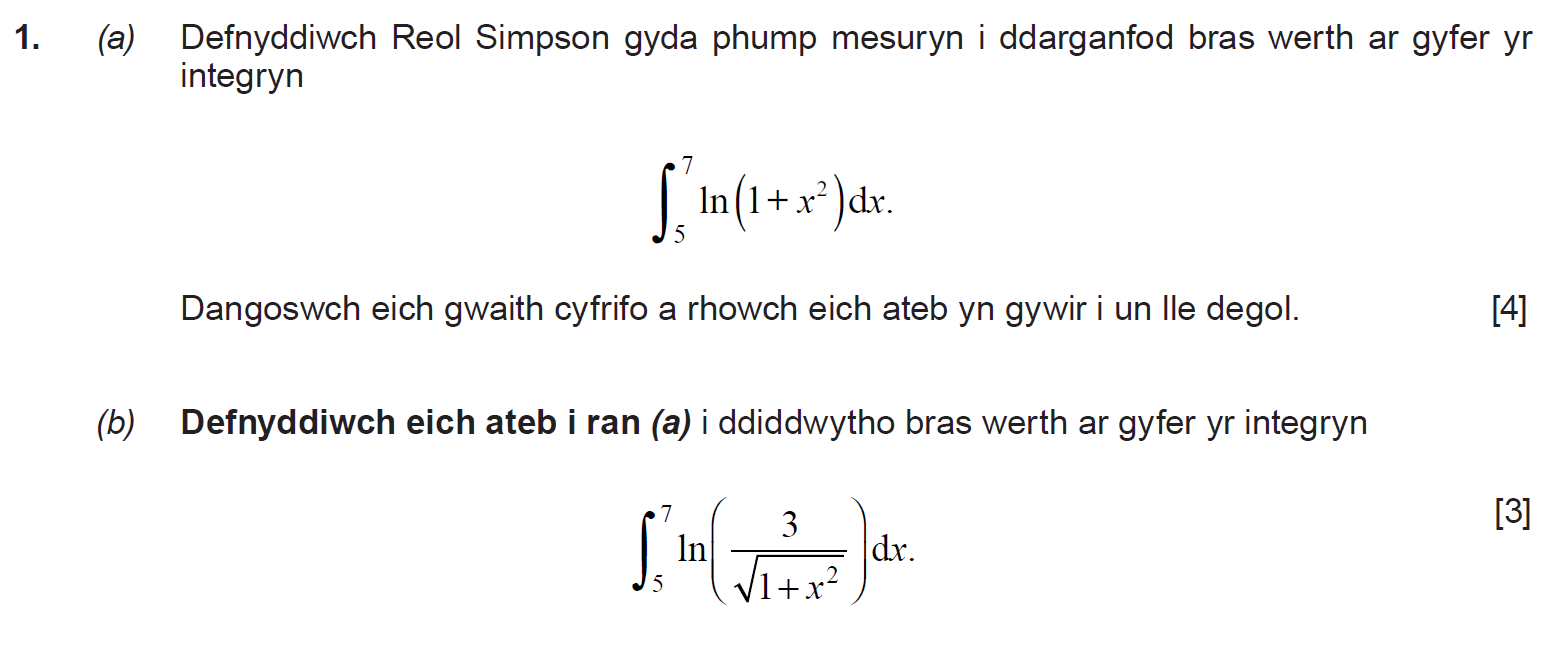 1. (a) Defnyddiwch Reol Simpson gyda phump mesuryn i ddarganfod bras werth ar gyfer yr
integryn
∫₅⁷ ln(1 + x²)dx.
Dangoswch eich gwaith cyfrifo a rhowch eich ateb yn gywir i un lle degol. [4]
(b) Defnyddiwch eich ateb i ran (a) i ddiddwytho bras werth ar gyfer yr integryn
∫₅⁷ ln(3/√(1+x²))dx. [3]